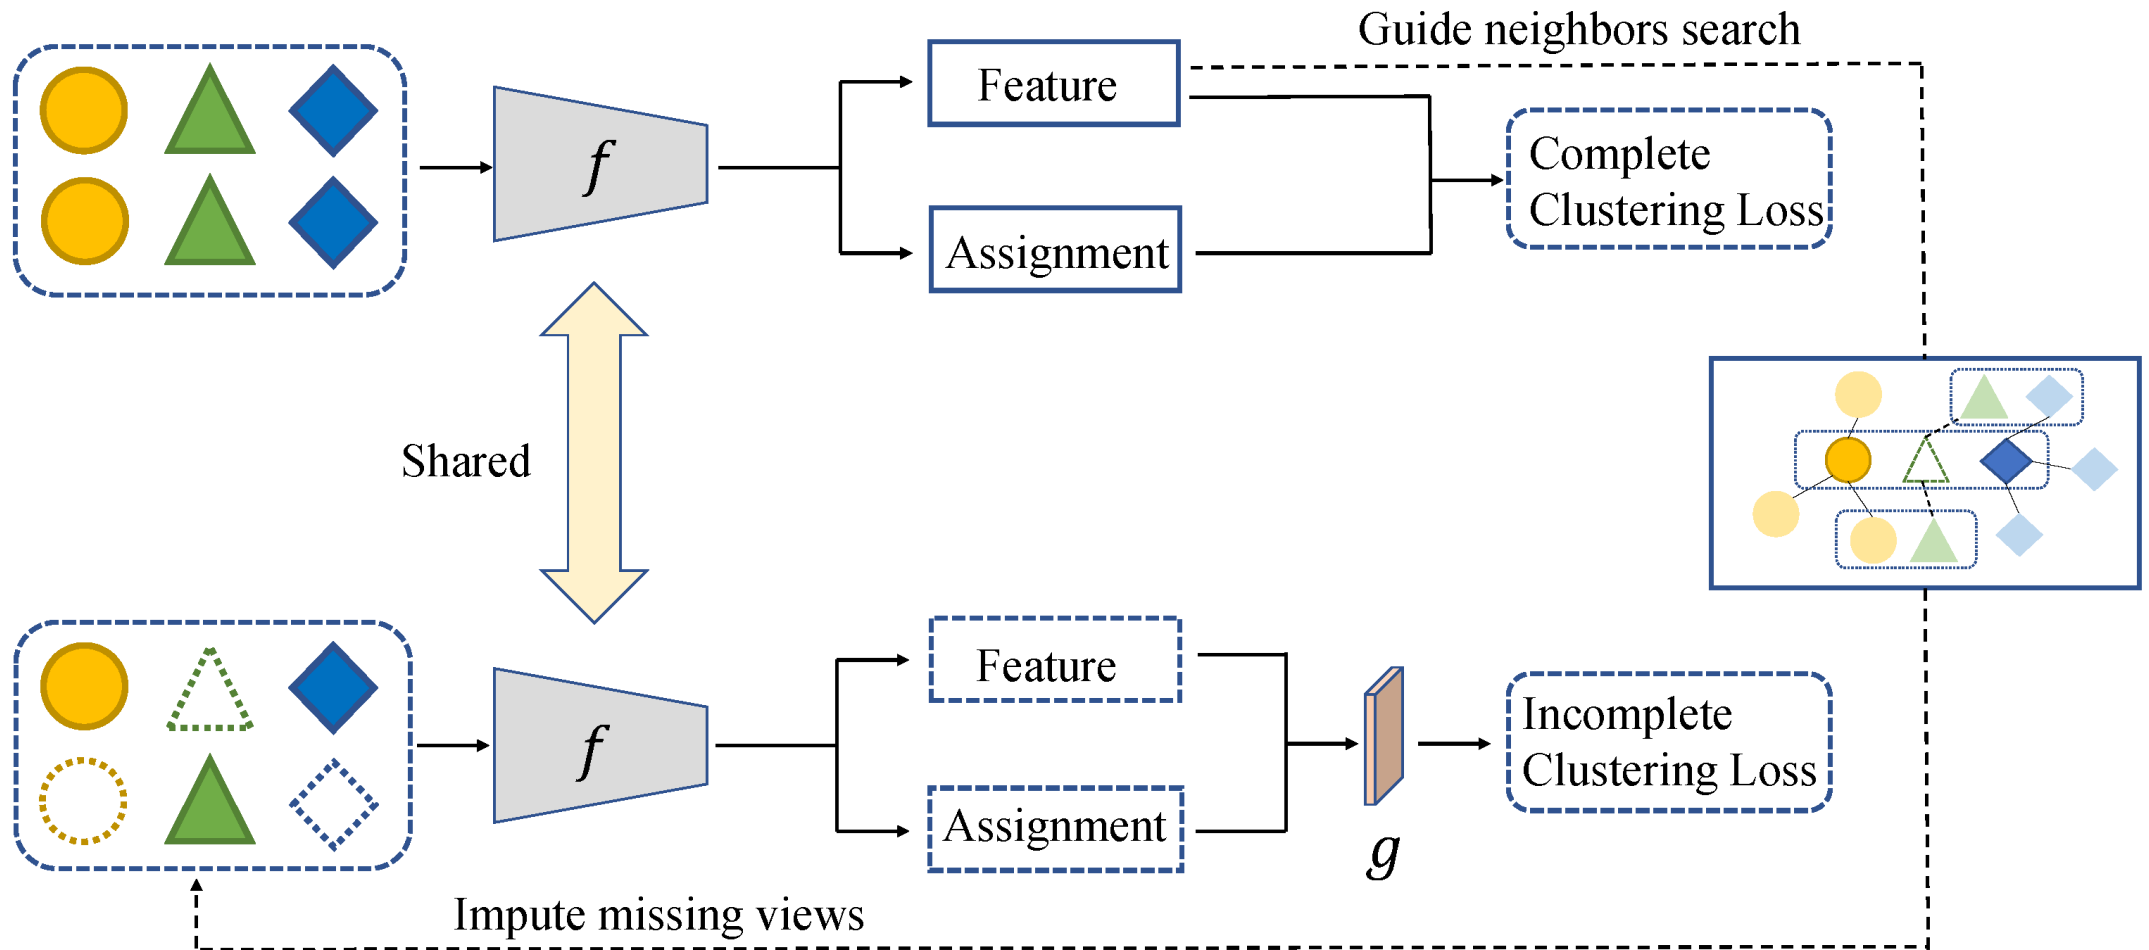 Guide neighbors search
Feature
f
Complete
Clustering Loss
Assignment
Shared
Feature
f
Incomplete
Clustering Loss
Assignment
g
Impute missing views